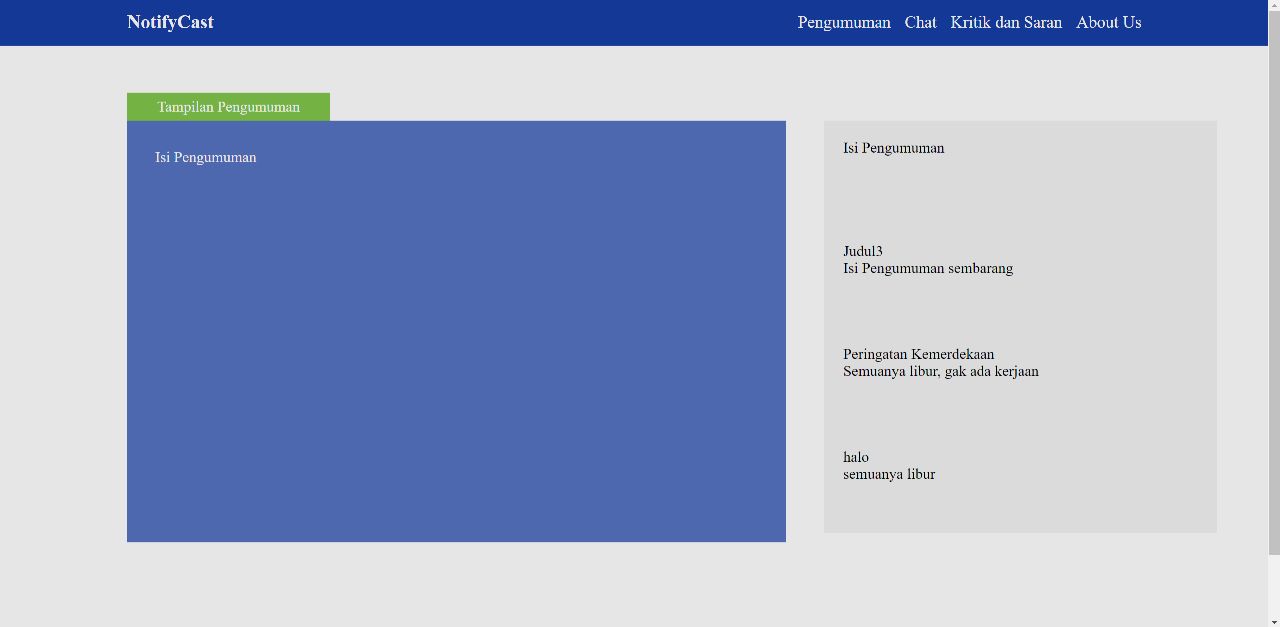 NotifyCast
Pengumuman Chat Kritik dan Saran About Us
Tampilan Pengumuman
Isi Pengumuman
Isi Pengumuman
Judul3
Isi Pengumuman sembarang
Peringatan Kemerdekaan
Semuanya libur, gak ada kerjaan
halo
semuanya libur